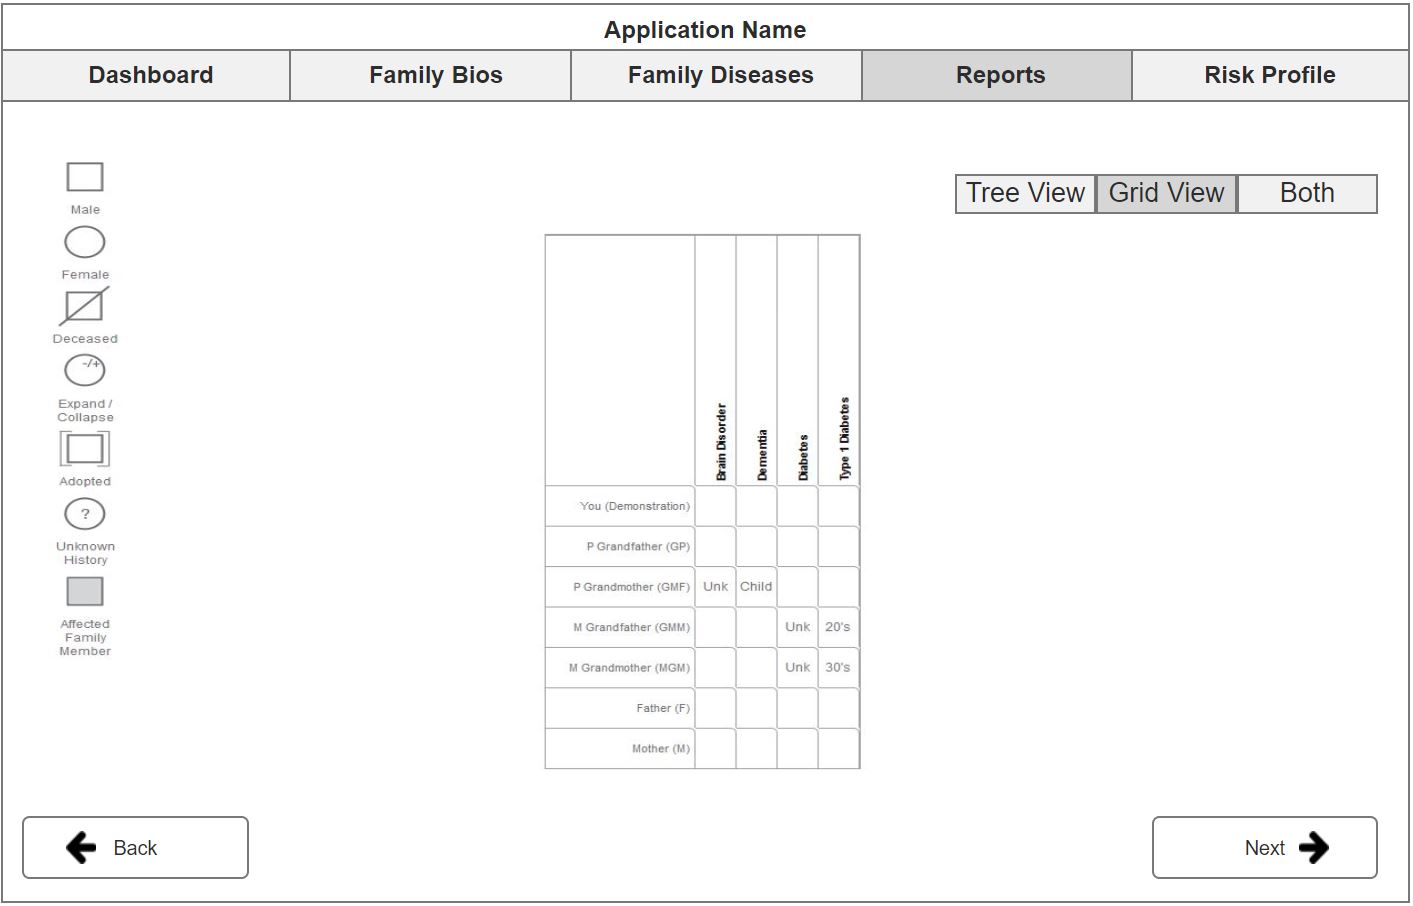 Application Name
Dashboard
Family Bios
Family Diseases
Reports
Risk Profile
Male
Female
Deceased
-/+
Expand /
Collapse
Adopted
?
Unknown
History
Affected
Family
Member
Tree View
Grid View
Both
Brain Disorder
Dementia
Diabetes
Type 1 Diabetes
You (Demonstration)
P Grandfather (GP)
P Grandmother (GMF) Unk Child
M Grandfather (GMM) Unk 20's
M Grandmother (MGM) Unk 30's
Father (F)
Mother (M)
Back
Next